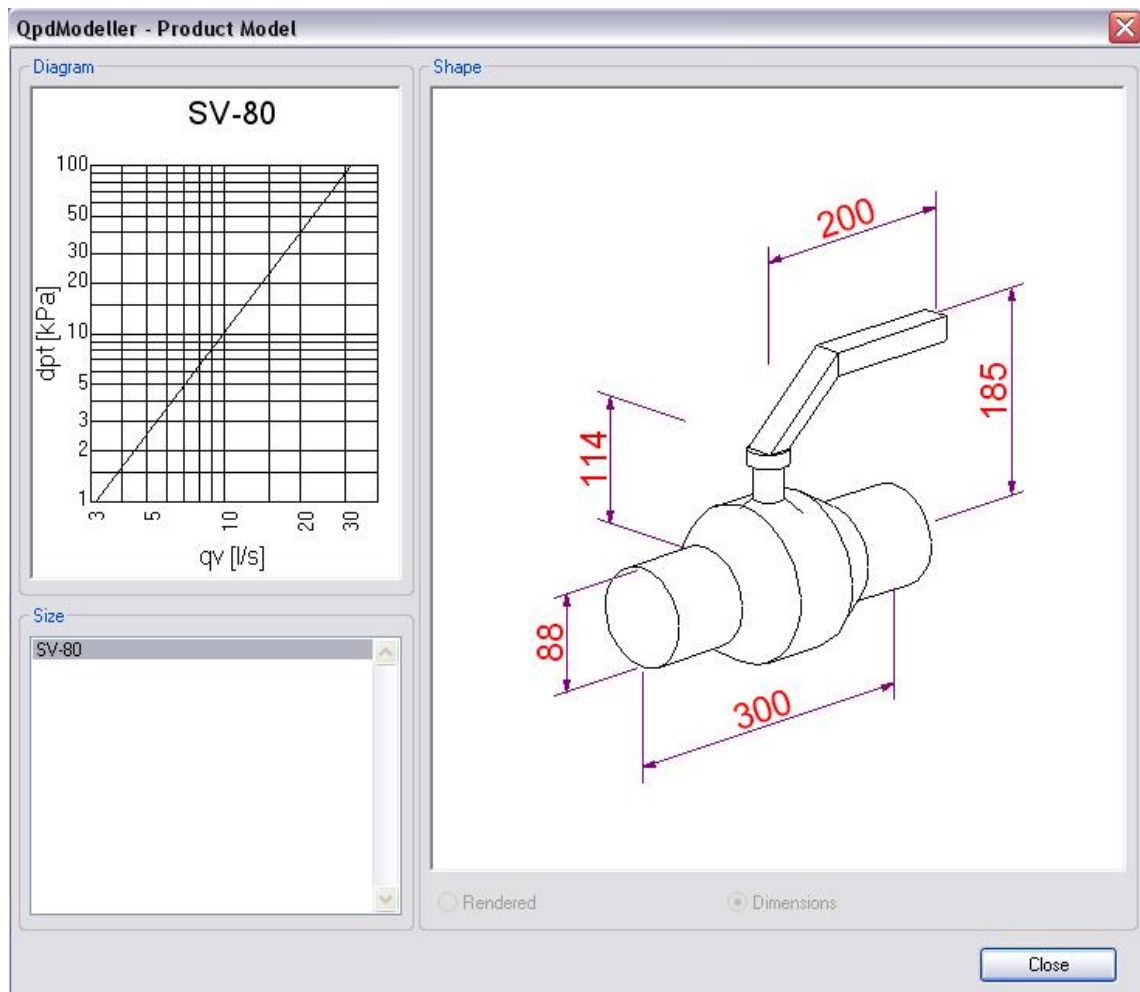 QpdModeller - Product Model
Diagram
SV-80
100
50
30
20
10
5
3
2
1
dpt [kPa]
3
5
10
20
30
qv [l/s]
Size
SV-80
Shape
200
185
114
88
300
Rendered
Dimensions
Close